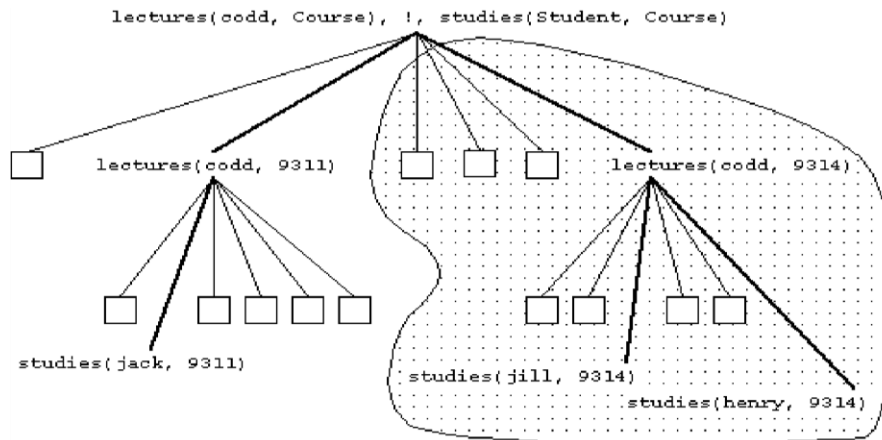 lectures(codd, Course), !, studies(Student, Course)
lectures(codd, 9311)
lectures(codd, 9314)
studies(jack, 9311)
studies(jill, 9314)
studies(henry, 9314)